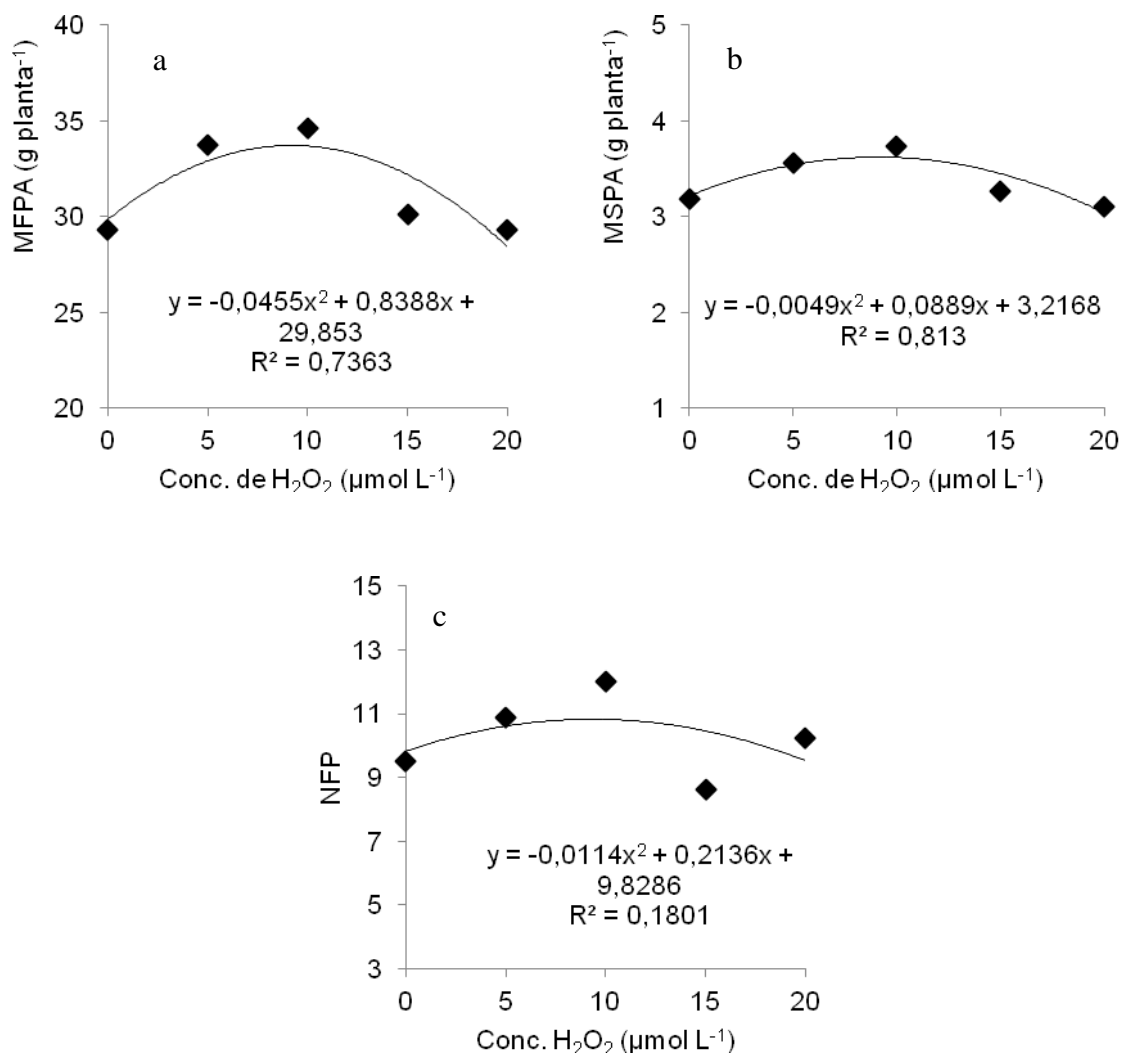 a
MFPA (g planta⁻¹)
40
35
30
25
20
y = -0,0455x² + 0,8388x +
29,853
R² = 0,7363
0 5 10 15 20
Conc. de H₂O₂ (µmol L⁻¹)
b
MSPA (g planta⁻¹)
5
4
3
2
1
y = -0,0049x² + 0,0889x + 3,2168
R² = 0,813
0 5 10 15 20
Conc. de H₂O₂ (µmol L⁻¹)
c
NFP
15
13
11
9
7
5
3
y = -0,0114x² + 0,2136x +
9,8286
R² = 0,1801
0 5 10 15 20
Conc. H₂O₂ (µmol L⁻¹)